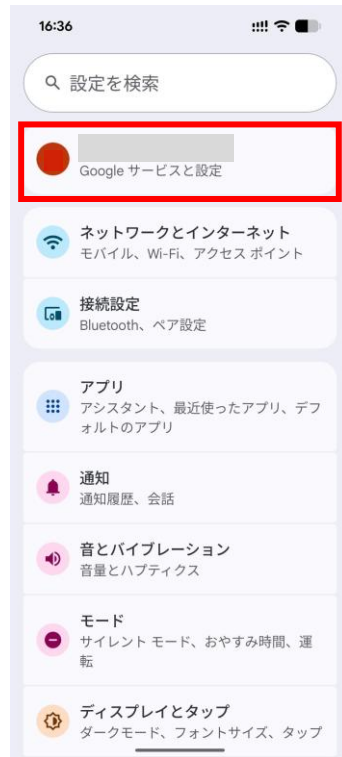 16:36
設定を検索
Google サービスと設定
ネットワークとインターネット
モバイル、Wi-Fi、アクセス ポイント
接続設定
Bluetooth、ペア設定
アプリ
アシスタント、最近使ったアプリ、デフ
ォルトのアプリ
通知
通知履歴、会話
音とバイブレーション
音量とハプティクス
モード
サイレント モード、おやすみ時間、運
転
ディスプレイとタップ
ダークモード、フォントサイズ、タップ